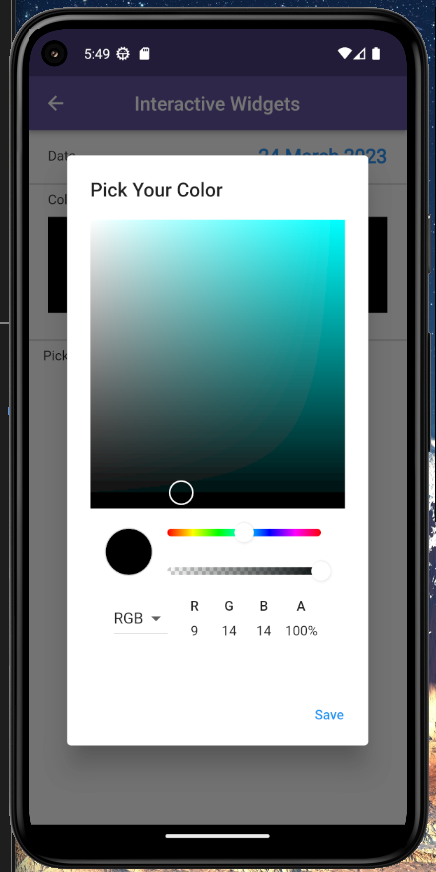 5:49
Interactive Widgets
Date 24 March 2023
Pick Your Color
Col
Pick
RGB
R G B A
9 14 14 100%
Save